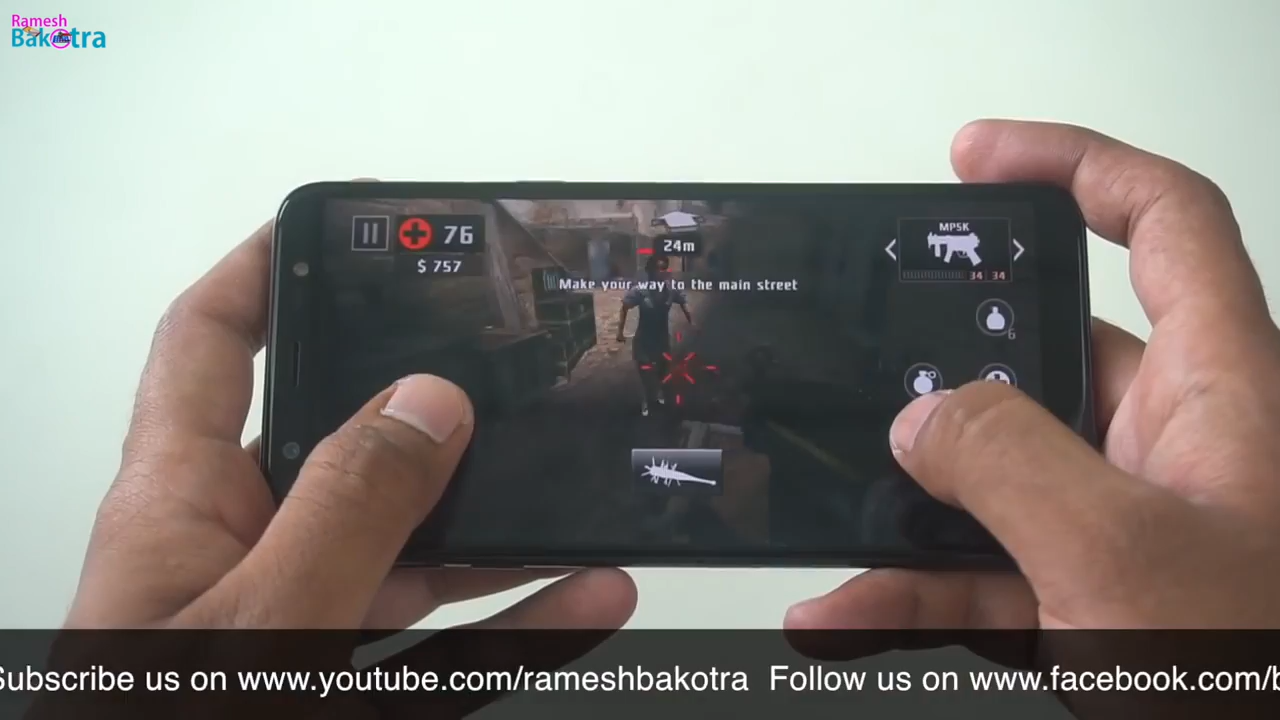 Ramesh
Bakotra
76
$ 757
24m
Make your way to the main street
MP5K
34 34
6
Subscribe us on www.youtube.com/rameshbakotra Follow us on www.facebook.com/b